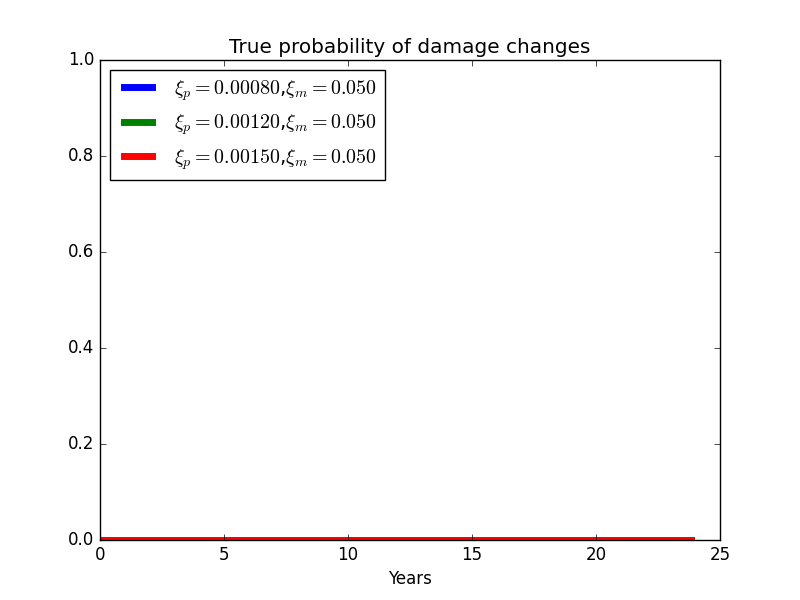 True probability of damage changes
1.0
ξₚ = 0.00080,ξₘ = 0.050
ξₚ = 0.00120,ξₘ = 0.050
ξₚ = 0.00150,ξₘ = 0.050
0.8
0.6
0.4
0.2
0.0
0 5 10 15 20 25
Years